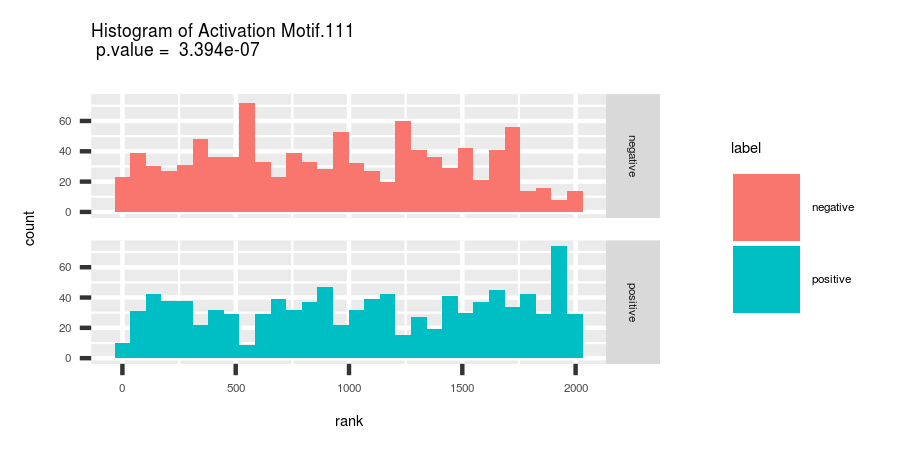 Histogram of Activation Motif.111
p.value = 3.394e-07
count
60
40
20
0
negative
60
40
20
0
positive
0 500 1000 1500 2000
rank
label
negative
positive